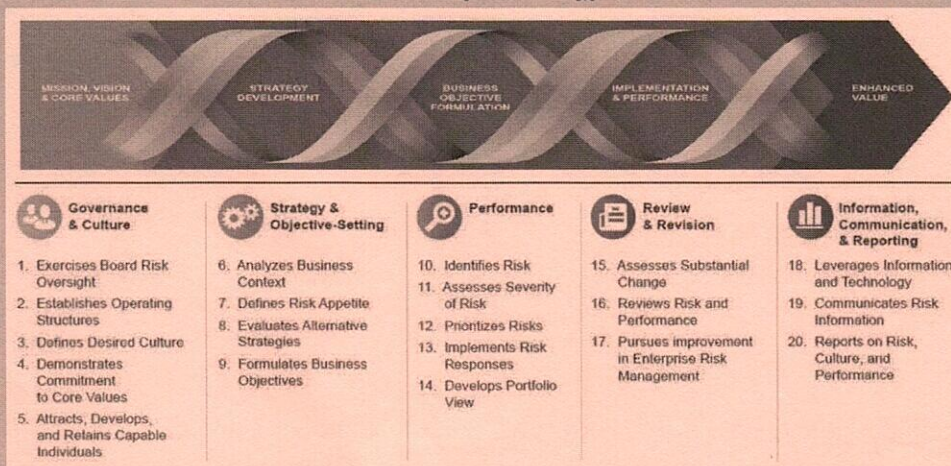 MISSION, VISION
& CORE VALUES
STRATEGY
DEVELOPMENT
BUSINESS
OBJECTIVE
FORMULATION
IMPLEMENTATION
& PERFORMANCE
ENHANCED
VALUE
Governance
& Culture
1. Exercises Board Risk
Oversight
2. Establishes Operating
Structures
3. Defines Desired Culture
4. Demonstrates
Commitment
to Core Values
5. Attracts, Develops,
and Retains Capable
Individuals
Strategy &
Objective-Setting
6. Analyzes Business
Context
7. Defines Risk Appetite
8. Evaluates Alternative
Strategies
9. Formulates Business
Objectives
Performance
10. Identifies Risk
11. Assesses Severity
of Risk
12. Prioritizes Risks
13. Implements Risk
Responses
14. Develops Portfolio
View
Review
& Revision
15. Assesses Substantial
Change
16. Reviews Risk and
Performance
17. Pursues improvement
in Enterprise Risk
Management
Information,
Communication,
& Reporting
18. Leverages Information
and Technology
19. Communicates Risk
Information
20. Reports on Risk,
Culture, and
Performance